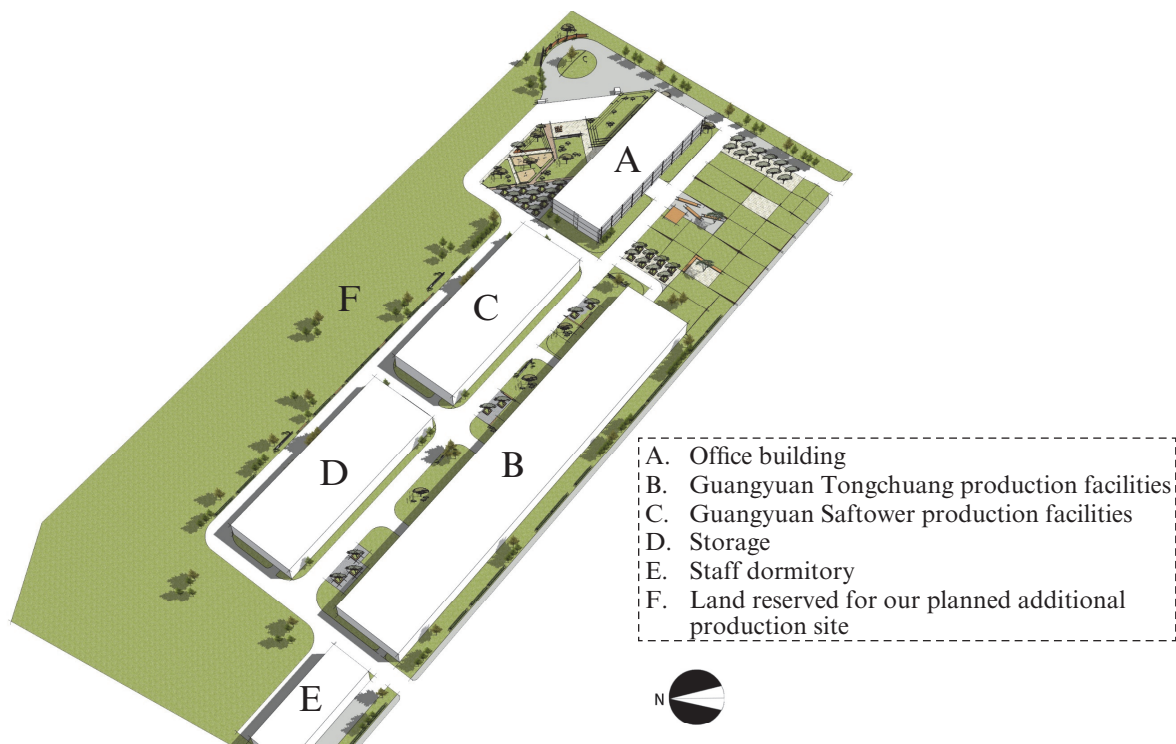 A
F
C
B
D
E
A. Office building
B. Guangyuan Tongchuang production facilities
C. Guangyuan Saftower production facilities
D. Storage
E. Staff dormitory
F. Land reserved for our planned additional
production site
N